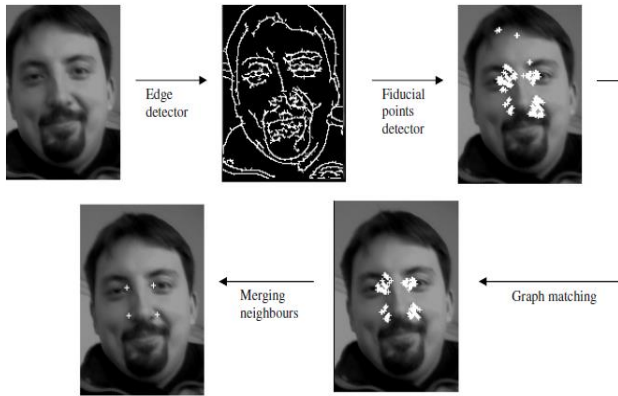 Edge
detector
Fiducial
points
detector
Graph matching
Merging
neighbours